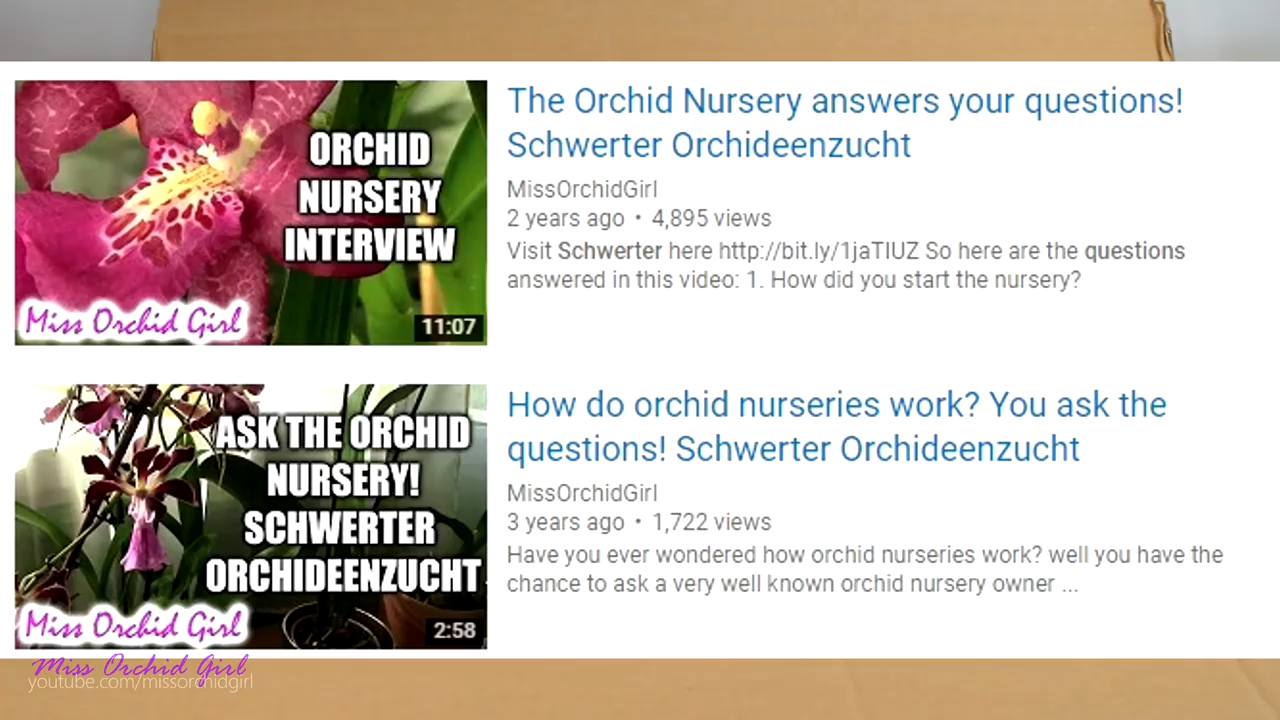 ORCHID
NURSERY
INTERVIEW
Miss Orchid Girl
11:07
The Orchid Nursery answers your questions!
Schwerter Orchideenzucht
MissOrchidGirl
2 years ago • 4,895 views
Visit Schwerter here http://bit.ly/1jaTIUZ So here are the questions
answered in this video: 1. How did you start the nursery?
ASK THE ORCHID
NURSERY!
SCHWERTER
ORCHIDEENZUCHT
Miss Orchid Girl
2:58
How do orchid nurseries work? You ask the
questions! Schwerter Orchideenzucht
MissOrchidGirl
3 years ago • 1,722 views
Have you ever wondered how orchid nurseries work? well you have the
chance to ask a very well known orchid nursery owner ...
Miss Orchid Girl
youtube.com/missorchidgirl